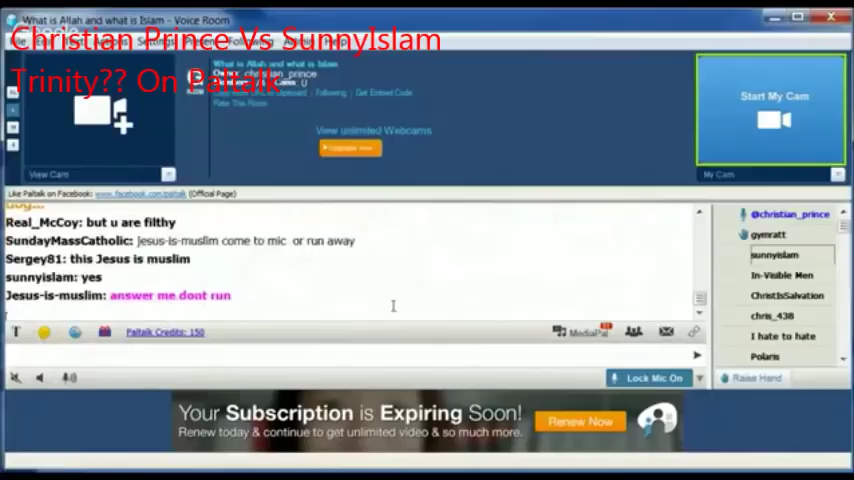 What is Allah and what is Islam - Voice Room
Christian Prince Vs SunnyIslam
Trinity?? On Paltalk
What is Allah and what is Islam
christian_prince
Following | Get Embed Code
Rate This Room
View unlimited Webcams
Start My Cam
View Cam
My Cam
Like Paltalk on Facebook: www.facebook.com/paltalk (Official Page)
Real_McCoy: but u are filthy
SundayMassCatholic: jesus-is-muslim come to mic or run away
Sergey81: this Jesus is muslim
sunnyislam: yes
Jesus-is-muslim: answer me dont run
@christian_prince
gymratt
sunnyislam
In-Visible Men
ChristIsSalvation
chris_438
I hate to hate
Polaris
T
Paltalk Credits: 150
MediaPal
Lock Mic On
Raise Hand
Your Subscription is Expiring Soon!
Renew today & continue to get unlimited video & so much more.
Renew Now